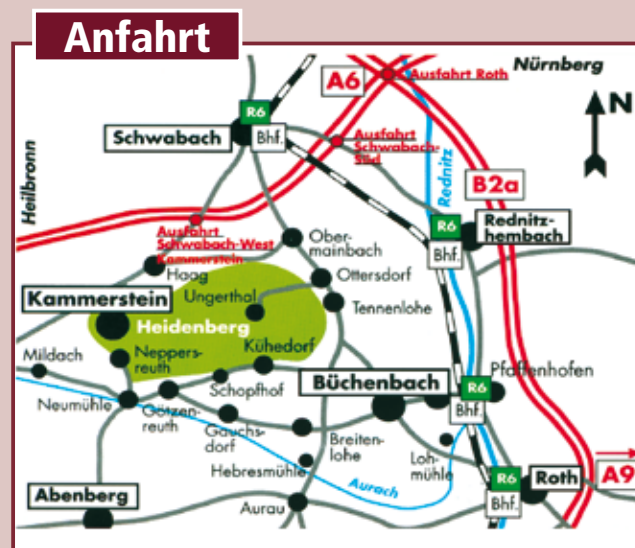 Anfahrt
A6
Ausfahrt Roth
Nürnberg
N
R6
Schwabach
Bhf.
Ausfahrt
Schwabach-
Süd
Heilbronn
Rednitz
B2a
Ausfahrt
Schwabach-West
Kammerstein
Haag
Ober-
mainbach
R6
Rednitz-
hembach
Bhf.
Ungerthal
Ottersdorf
Kammerstein
Heidenberg
Tennenlohe
Mildach
Neppers-
reuth
Kühedorf
Büchenbach
R6
Pfaffenhofen
Bhf.
Neumühle
Götzen-
reuth
Schopfhof
Gauchs-
dorf
Breiten-
lohe
Loh-
mühle
Hebresmühle
Aurach
R6
Roth
A9
Bhf.
Abenberg
Aurau